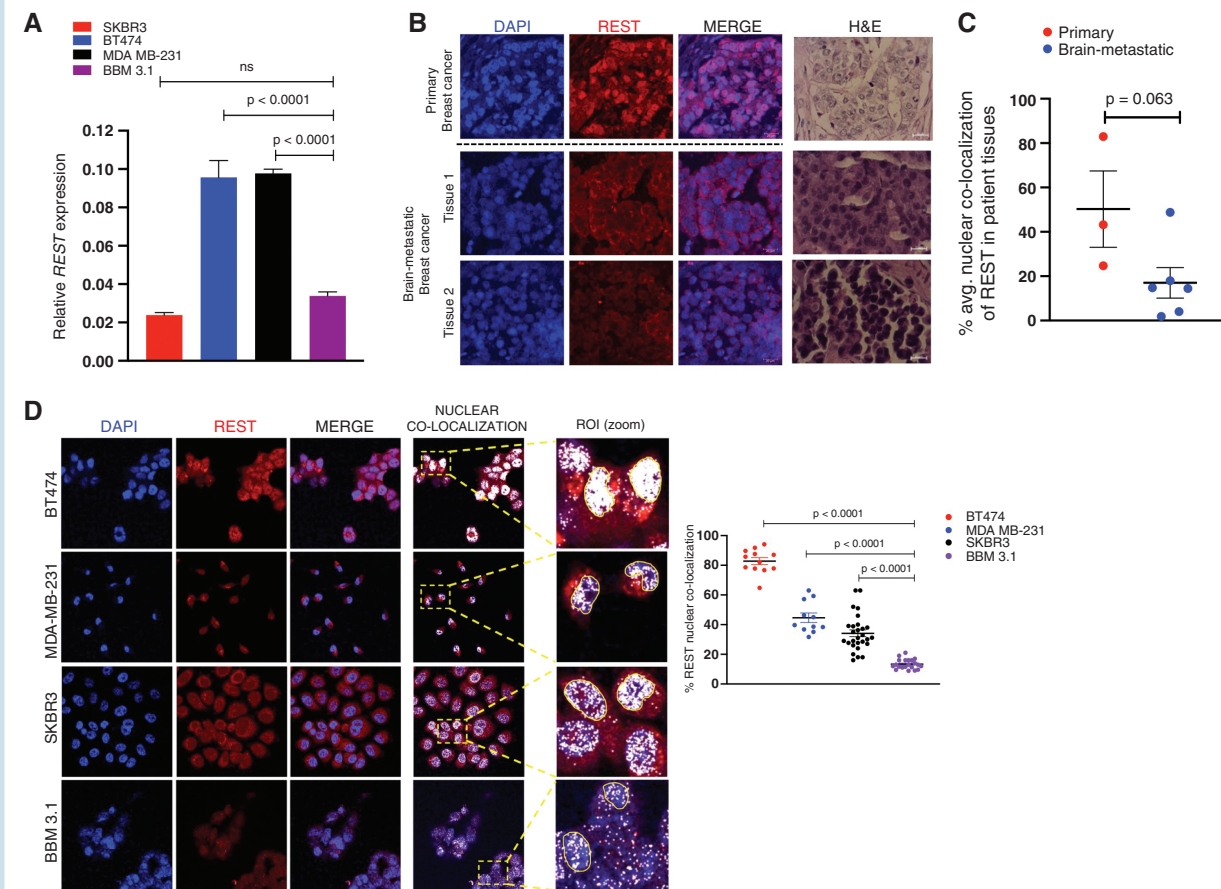 A
SKBR3
BT474
MDA MB-231
BBM 3.1
ns
p < 0.0001
p < 0.0001
0.12
0.10
0.08
0.06
0.04
0.02
0.00
Relative REST expression
B
DAPI
REST
MERGE
H&E
Primary
Breast cancer
Brain-metastatic
Breast cancer
Tissue 1
Tissue 2
C
Primary
Brain-metastatic
p = 0.063
100
80
60
40
20
0
% avg. nuclear co-localization
of REST in patient tissues
D
DAPI
REST
MERGE
NUCLEAR
CO-LOCALIZATION
ROI (zoom)
BT474
MDA-MB-231
SKBR3
BBM 3.1
p < 0.0001
p < 0.0001
p < 0.0001
100
80
60
40
20
0
% REST nuclear co-localization
BT474
MDA MB-231
SKBR3
BBM 3.1